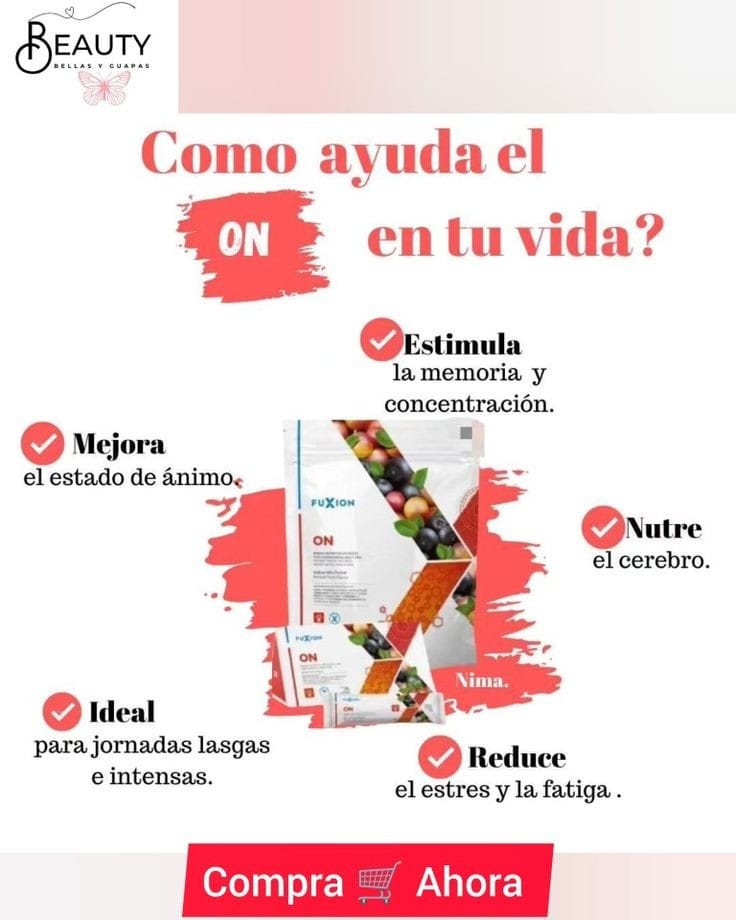 BEAUTY
BELLAS Y GUAPAS
Como ayuda el
ON en tu vida?
Estimula
la memoria y
concentración.
Mejora
el estado de ánimo.
Nutre
el cerebro.
FUXION
ON
FUXION
ON
FUXION
ON
Nima.
Ideal
para jornadas lasgas
e intensas.
Reduce
el estres y la fatiga .
Compra Ahora